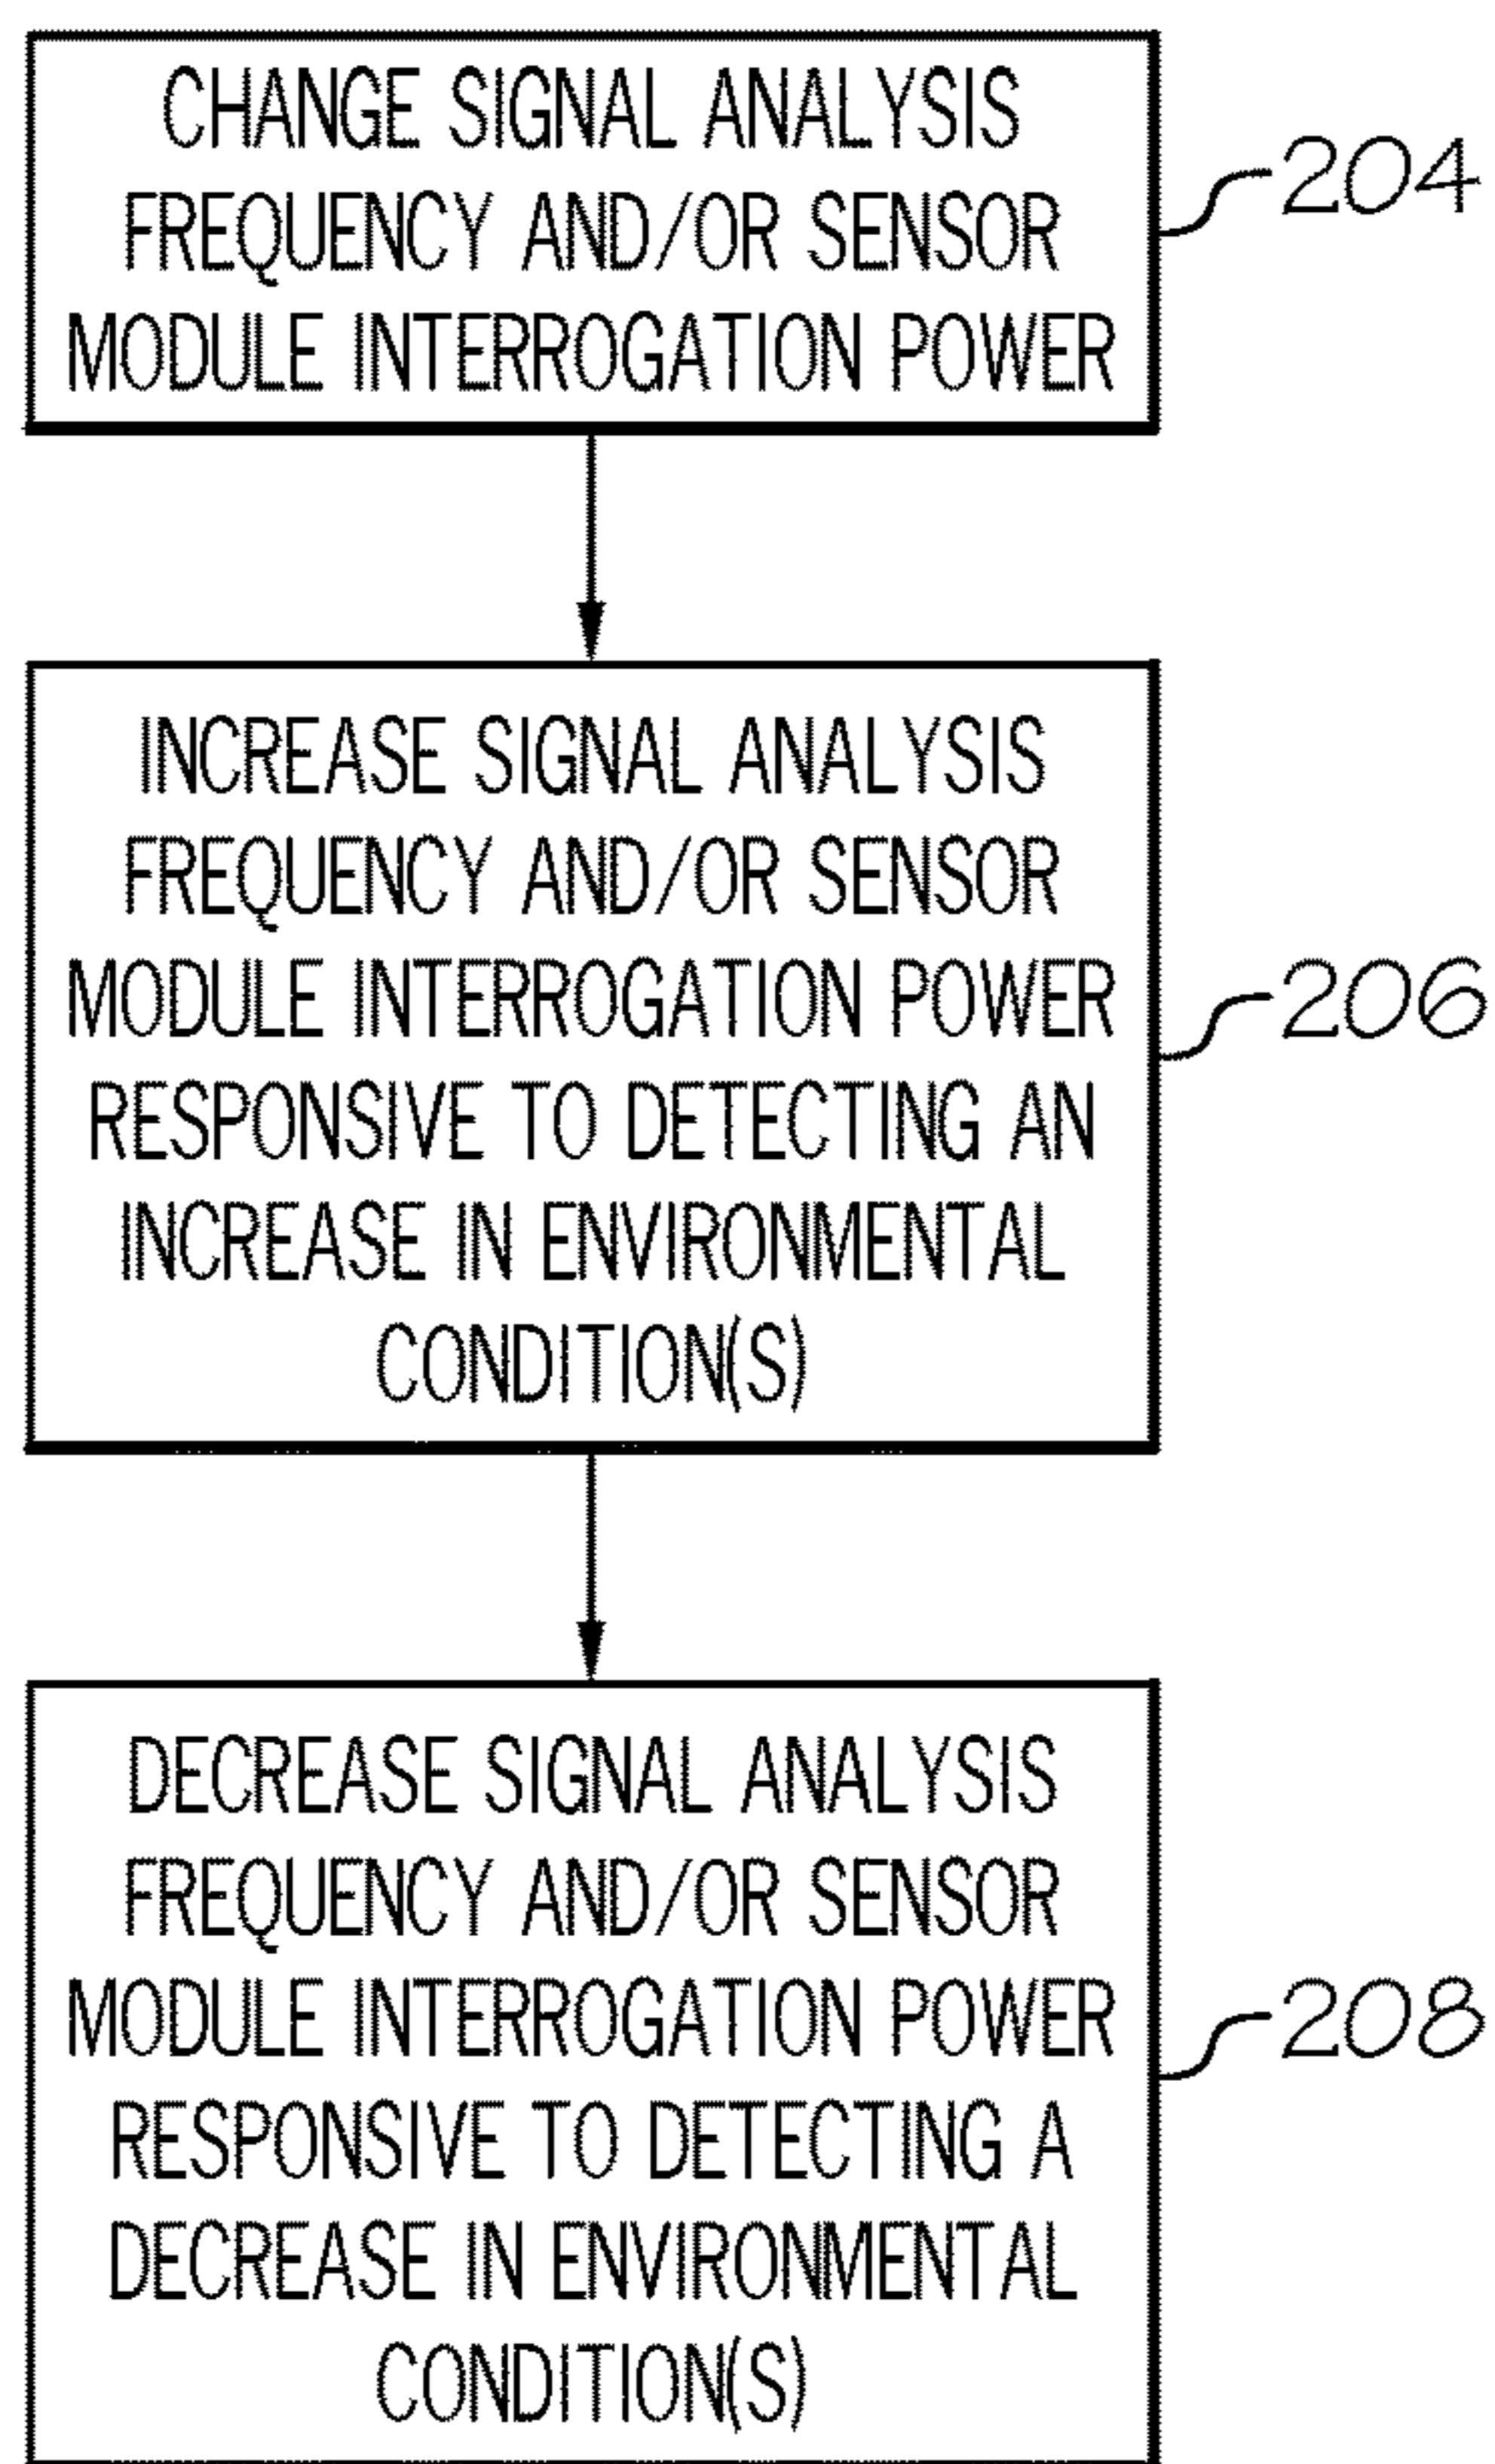 CHANGE SIGNAL ANALYSIS
FREQUENCY AND/OR SENSOR
MODULE INTERROGATION POWER
204
INCREASE SIGNAL ANALYSIS
FREQUENCY AND/OR SENSOR
MODULE INTERROGATION POWER
RESPONSIVE TO DETECTING AN
INCREASE IN ENVIRONMENTAL
CONDITION(S)
206
DECREASE SIGNAL ANALYSIS
FREQUENCY AND/OR SENSOR
MODULE INTERROGATION POWER
RESPONSIVE TO DETECTING A
DECREASE IN ENVIRONMENTAL
CONDITION(S)
208